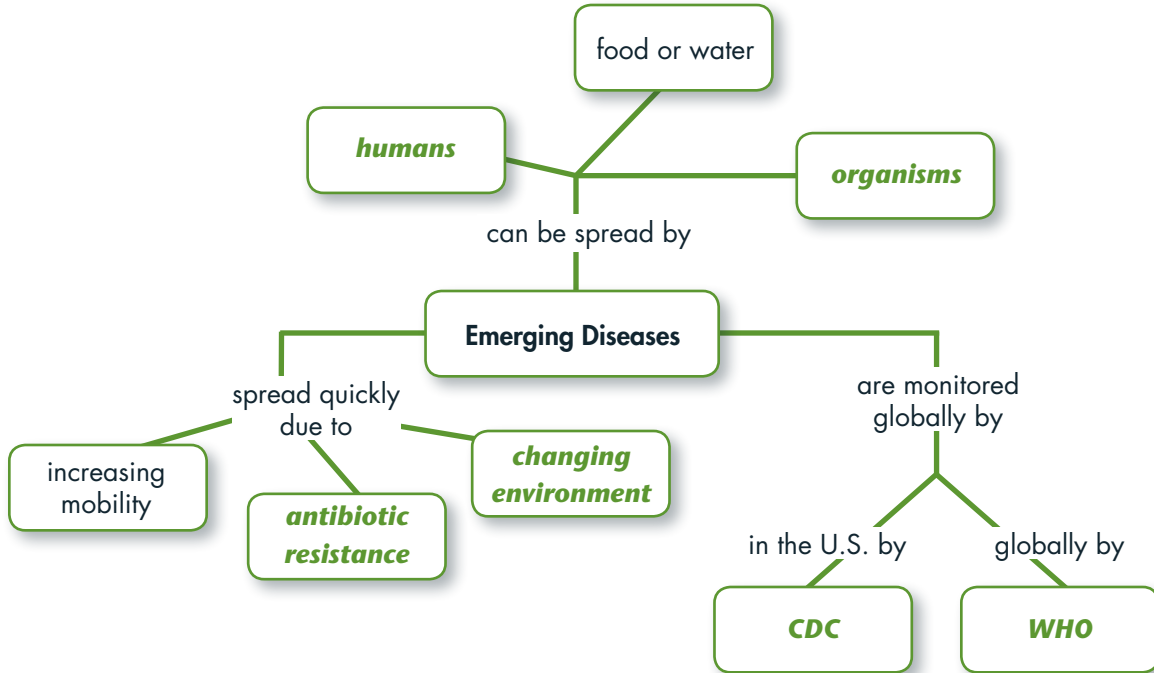 food or water
humans
organisms
can be spread by
Emerging Diseases
spread quickly
due to
are monitored
globally by
increasing
mobility
antibiotic
resistance
changing
environment
in the U.S. by
globally by
CDC
WHO